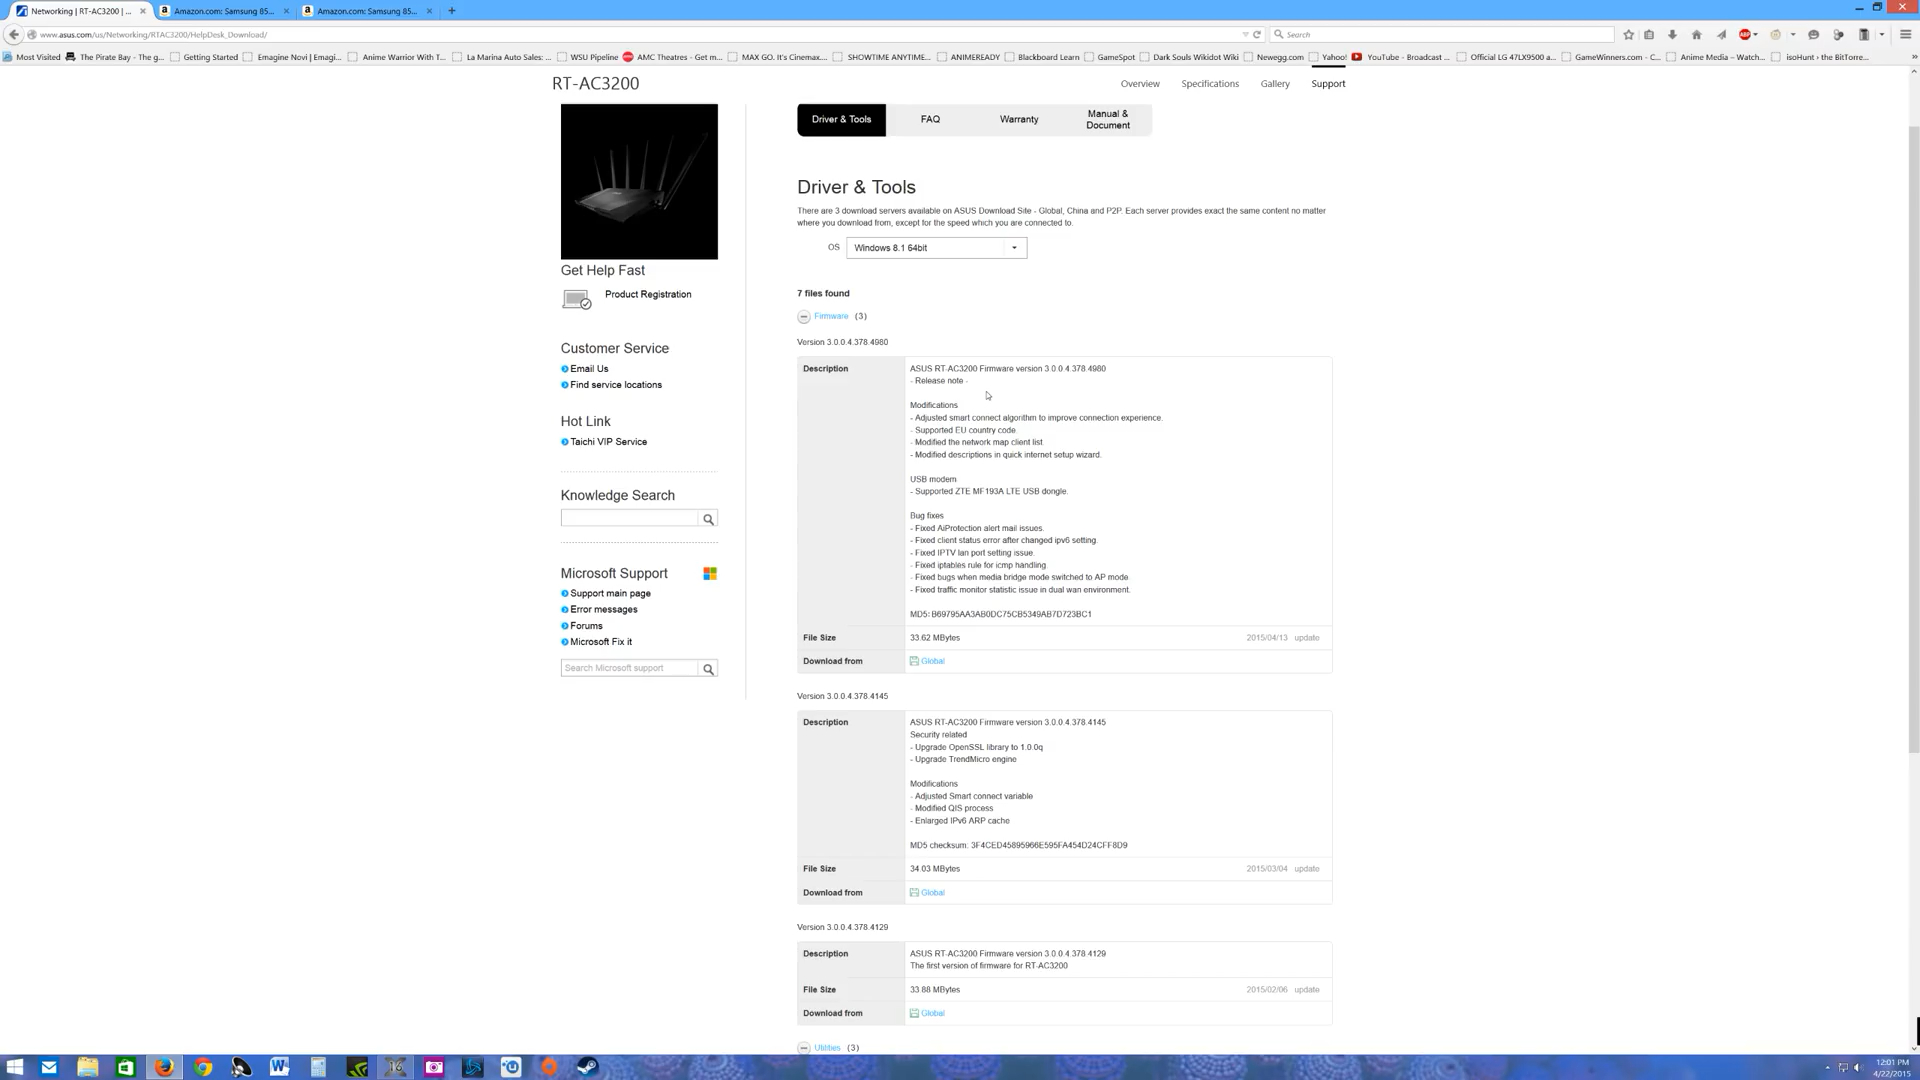 Networking | RT-AC3200 | ...
Amazon.com: Samsung 85...
Amazon.com: Samsung 85...
www.asus.com/us/Networking/RTAC3200/HelpDesk_Download/
Search
Most Visited
The Pirate Bay - The g...
Getting Started
Emagine Novi | Emagi...
Anime Warrior With T...
La Marina Auto Sales: ...
WSU Pipeline
AMC Theatres - Get m...
MAX GO. It's Cinemax....
SHOWTIME ANYTIME...
ANIMEREADY
Blackboard Learn
GameSpot
Dark Souls Wikidot Wiki
Newegg.com
Yahoo!
YouTube - Broadcast ...
Official LG 47LX9500 a...
GameWinners.com - C...
Anime Media – Watch...
isoHunt › the BitTorre...
RT-AC3200
Overview
Specifications
Gallery
Support
Driver & Tools
FAQ
Warranty
Manual &
Document
Get Help Fast
Product Registration
Customer Service
Email Us
Find service locations
Hot Link
Taichi VIP Service
Knowledge Search
Microsoft Support
Support main page
Error messages
Forums
Microsoft Fix it
Search Microsoft support
Driver & Tools
There are 3 download servers available on ASUS Download Site - Global, China and P2P. Each server provides exact the same content no matter
where you download from, except for the speed which you are connected to.
OS
Windows 8.1 64bit
7 files found
Firmware (3)
Version 3.0.0.4.378.4980
Description
ASUS RT-AC3200 Firmware version 3.0.0.4.378.4980
- Release note -
Modifications
- Adjusted smart connect algorithm to improve connection experience.
- Supported EU country code.
- Modified the network map client list.
- Modified descriptions in quick internet setup wizard.
USB modem
- Supported ZTE MF193A LTE USB dongle.
Bug fixes
- Fixed AiProtection alert mail issues.
- Fixed client status error after changed ipv6 setting.
- Fixed IPTV lan port setting issue.
- Fixed iptables rule for icmp handling.
- Fixed bugs when media bridge mode switched to AP mode.
- Fixed traffic monitor statistic issue in dual wan environment.
MD5: B69795AA3AB0DC75CB5349AB7D723BC1
File Size
33.62 MBytes
2015/04/13 update
Download from
Global
Version 3.0.0.4.378.4145
Description
ASUS RT-AC3200 Firmware version 3.0.0.4.378.4145
Security related
- Upgrade OpenSSL library to 1.0.0q
- Upgrade TrendMicro engine
Modifications
- Adjusted Smart connect variable
- Modified QIS process
- Enlarged IPv6 ARP cache
MD5 checksum: 3F4CED45895966E595FA454D24CFF8D9
File Size
34.03 MBytes
2015/03/04 update
Download from
Global
Version 3.0.0.4.378.4129
Description
ASUS RT-AC3200 Firmware version 3.0.0.4.378.4129
The first version of firmware for RT-AC3200
File Size
33.88 MBytes
2015/02/06 update
Download from
Global
Utilities (3)
12:01 PM
4/22/2015